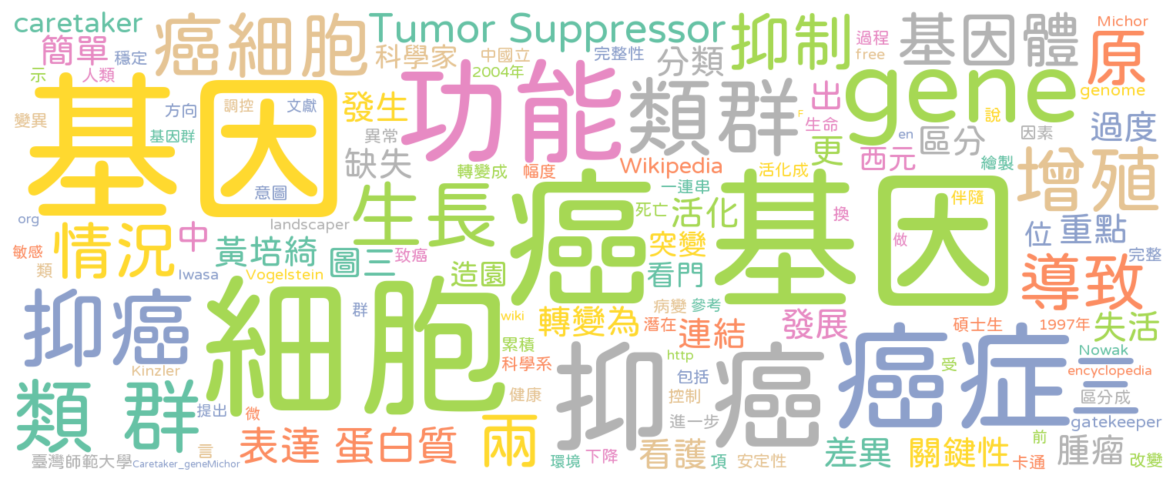 caretaker
癌細胞
Tumor Suppressor
抑制
過程
基因體
Michor
原
簡單
穩定
科學家
中國立
完整性
分類
free
示
人類
2004年
基因
功能
類群
gene
genome
出
調控
文獻
方向
變異
基因群
發生
異常
缺失
更
生命
F
說
en
區分
因素
過度
轉變成
幅度
Wikipedia
活化成
西元
繪製
增殖
意圖
生長
癌基因
一連串
伴隨
org
landscaper
死亡
活化
換
做
位
重點
情況
中
黃培綺
圖三
致癌
突變
敏感
類
Iwasa
Vogelstein
造園
看門
完整
導致
抑癌
細胞
群
wiki
病變
參考
轉變為
潛在
連結
發展
癌症
碩士生
1997年
失活
三
Nowak
Kinzler
累積
科學系
抑癌
http
包括
受
encyclopedia
類群
提出
微
健康
控制
區分成
進一步
gatekeeper
言
表達
蛋白質
兩
看護
項
差異
關鍵性
前
卡通
腫瘤
改變
臺灣師範大學
Caretaker_geneMichor
環境
下降
安定性